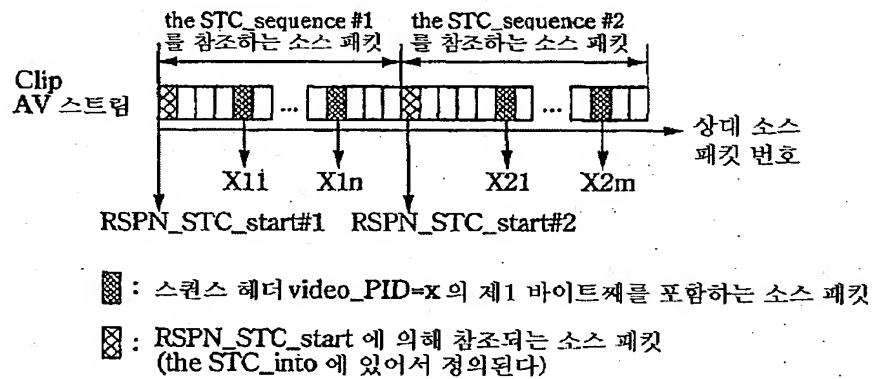 the STC_sequence #1 the STC_sequence #2
를 참조하는 소스 패킷 를 참조하는 소스 패킷
Clip
AV 스트림
... ...
상대 소스
패킷 번호
X11 X1n X21 X2m
RSPN_STC_start#1 RSPN_STC_start#2
: 스퀀스 헤더 video_PID=x 의 제1 바이트째를 포함하는 소스 패킷
: RSPN_STC_start 에 의해 참조되는 소스 패킷
(the STC_into 에 있어서 정의된다)